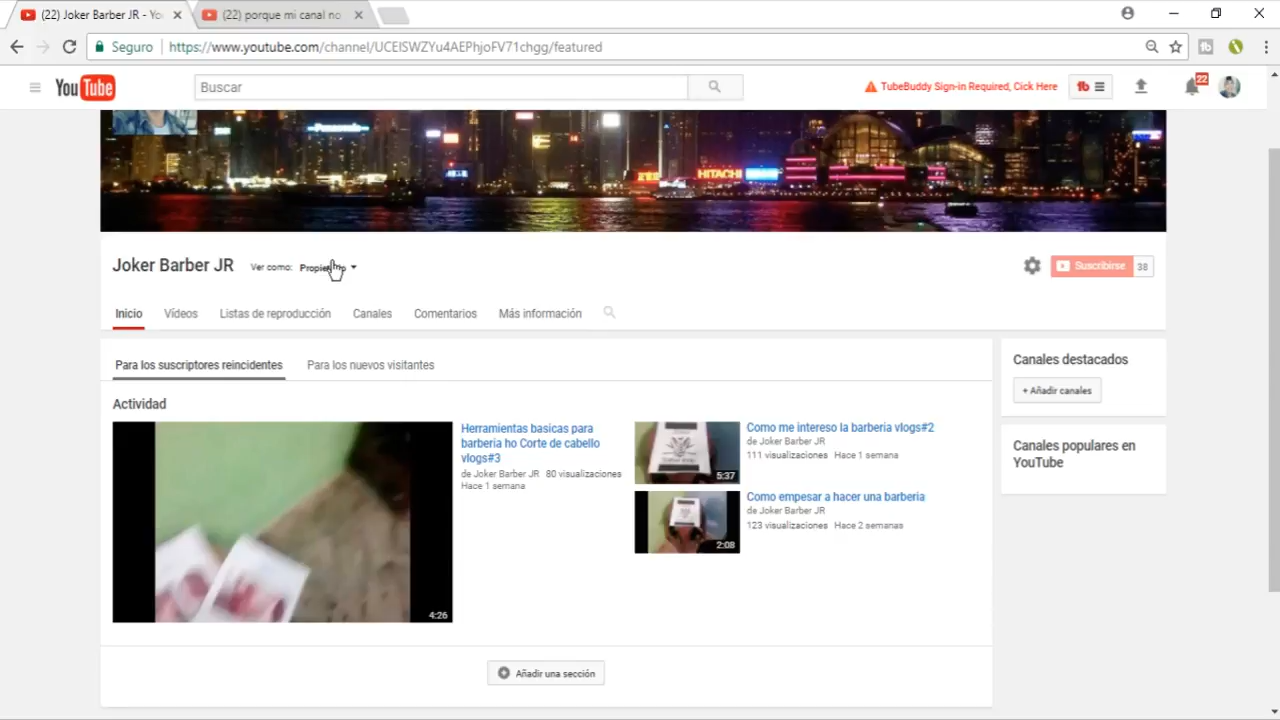 (22) Joker Barber JR - Yo
(22) porque mi canal no
Seguro
https://www.youtube.com/channel/UCEISWZYu4AEPhjoFV71chgg/featured
YouTube
Buscar
TubeBuddy Sign-in Required, Click Here
tb
22
Panasonic
HITACHI
Joker Barber JR
Ver como:
Suscribirse
38
Inicio
Vídeos
Listas de reproducción
Canales
Comentarios
Más información
Para los suscriptores reincidentes
Para los nuevos visitantes
Canales destacados
+ Añadir canales
Canales populares en
YouTube
Actividad
4:26
Herramientas basicas para
barberia ho Corte de cabello
vlogs#3
de Joker Barber JR 80 visualizaciones
Hace 1 semana
5:37
Como me intereso la barberia vlogs#2
de Joker Barber JR
111 visualizaciones Hace 1 semana
2:08
Como empesar a hacer una barberia
de Joker Barber JR
123 visualizaciones Hace 2 semanas
Añadir una sección